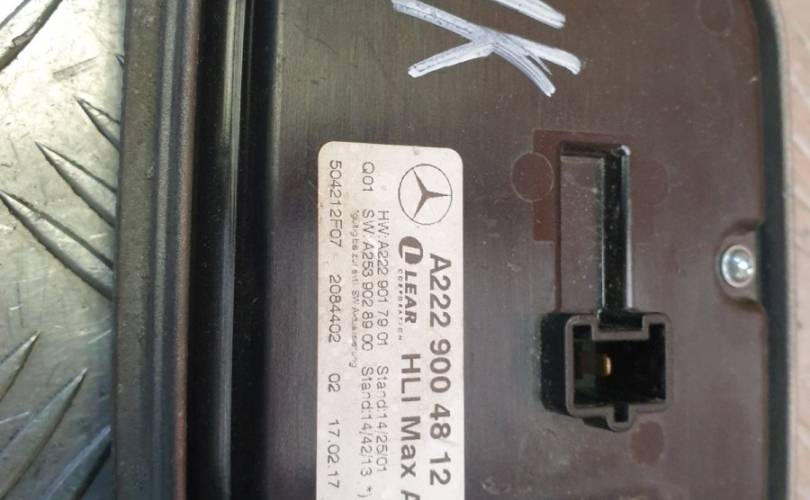 A222 900 48 12
LEAR HLI Max A
CORPORATION
HW:A222 901 79 01 Stand:14/25/01
Q01 SW:A253 902 89 00 Stand:14/42/13 *)
504212F07 2084402 02 17.02.17